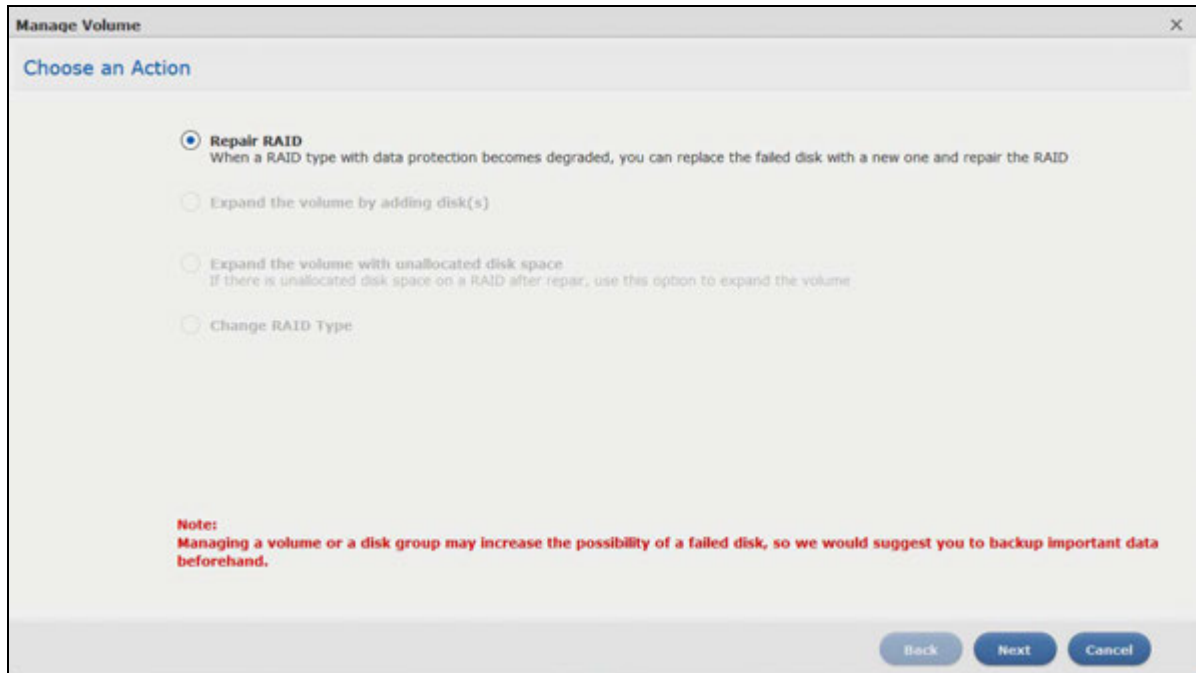 Manage Volume
Choose an Action
Repair RAID
When a RAID type with data protection becomes degraded, you can replace the failed disk with a new one and repair the RAID
Expand the volume by adding disk(s)
Expand the volume with unallocated disk space
If there is unallocated disk space on a RAID after repair, use this option to expand the volume
Change RAID Type
Note:
Managing a volume or a disk group may increase the possibility of a failed disk, so we would suggest you to backup important data
beforehand.
Back Next Cancel